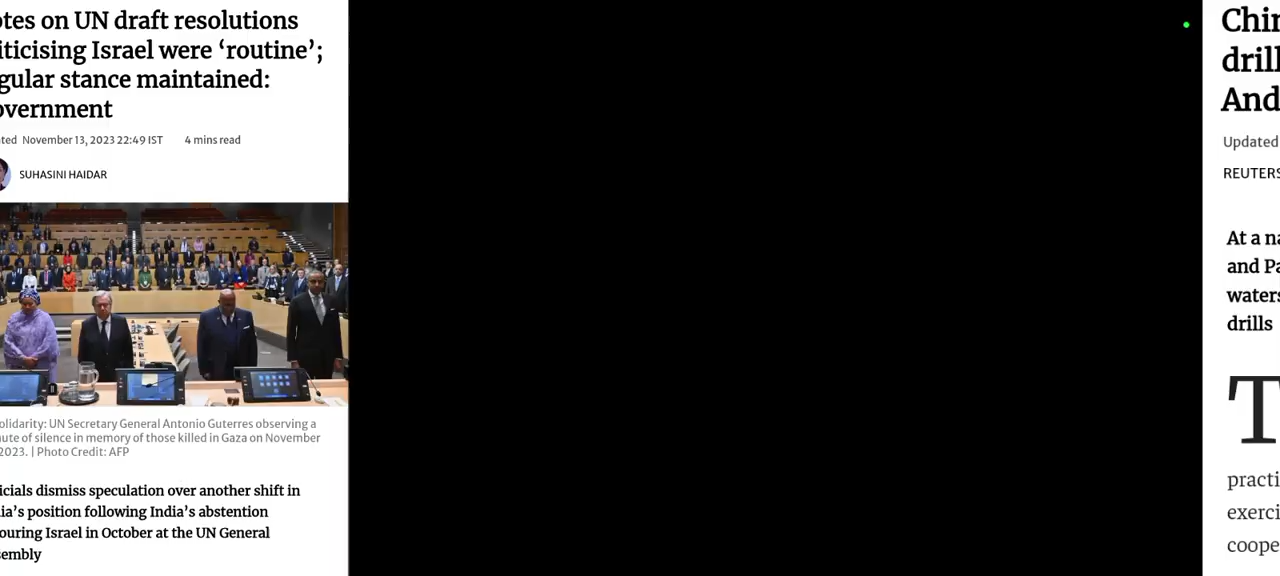 otes on UN draft resolutions
iticising Israel were ‘routine’;
gular stance maintained:
overnment
ted November 13, 2023 22:49 IST 4 mins read
SUHASINI HAIDAR
olidarity: UN Secretary General Antonio Guterres observing a
ute of silence in memory of those killed in Gaza on November
2023. | Photo Credit: AFP
icials dismiss speculation over another shift in
ia’s position following India’s abstention
ouring Israel in October at the UN General
sembly
Chin
drill
And
Updated
REUTERS
At a na
and Pa
waters
drills
T
practi
exerci
coope